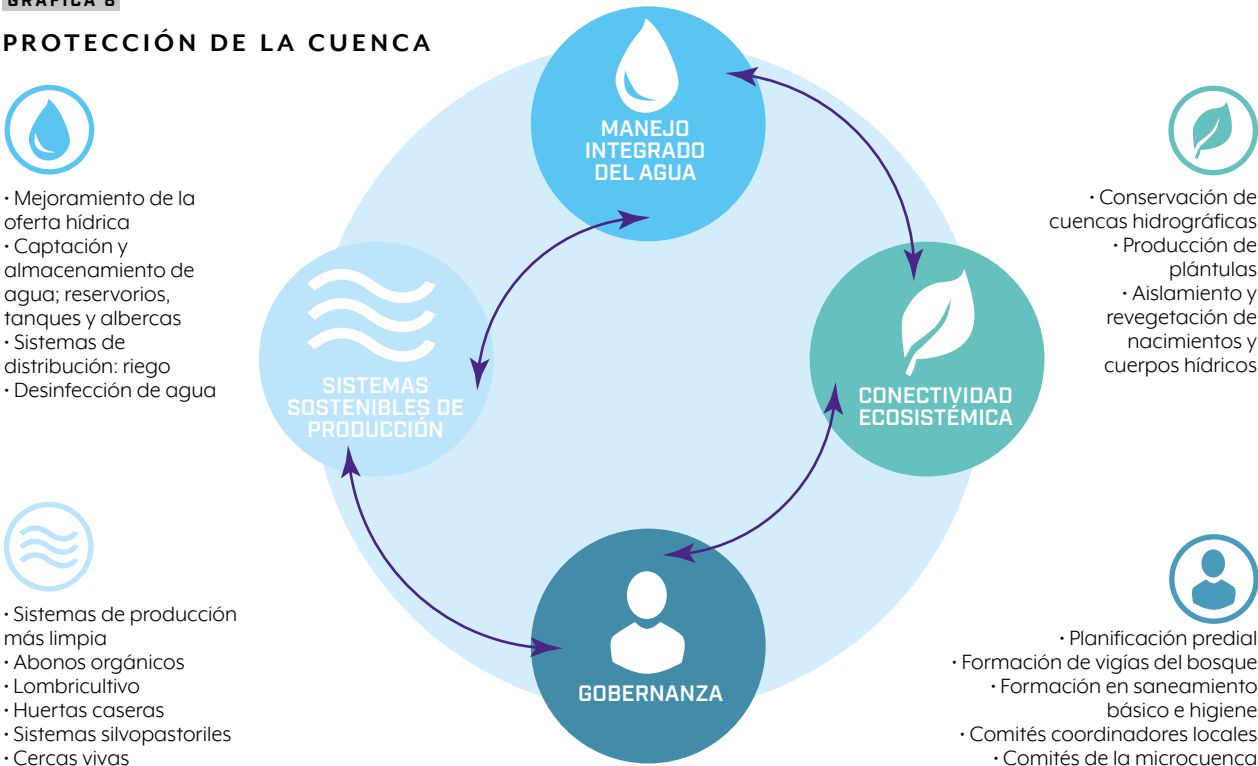 GRÁFICA 8
PROTECCIÓN DE LA CUENCA
MANEJO
INTEGRADO
DEL AGUA
· Mejoramiento de la
oferta hídrica
· Captación y
almacenamiento de
agua; reservorios,
tanques y albercas
· Sistemas de
distribución: riego
· Desinfección de agua
· Conservación de
cuencas hidrográficas
· Producción de
plántulas
· Aislamiento y
revegetación de
nacimientos y
cuerpos hídricos
SISTEMAS
SOSTENIBLES DE
PRODUCCIÓN
CONECTIVIDAD
ECOSISTÉMICA
· Sistemas de producción
más limpia
· Abonos orgánicos
· Lombricultivo
· Huertas caseras
· Sistemas silvopastoriles
· Cercas vivas
GOBERNANZA
· Planificación predial
· Formación de vigías del bosque
· Formación en saneamiento
básico e higiene
· Comités coordinadores locales
· Comités de la microcuenca